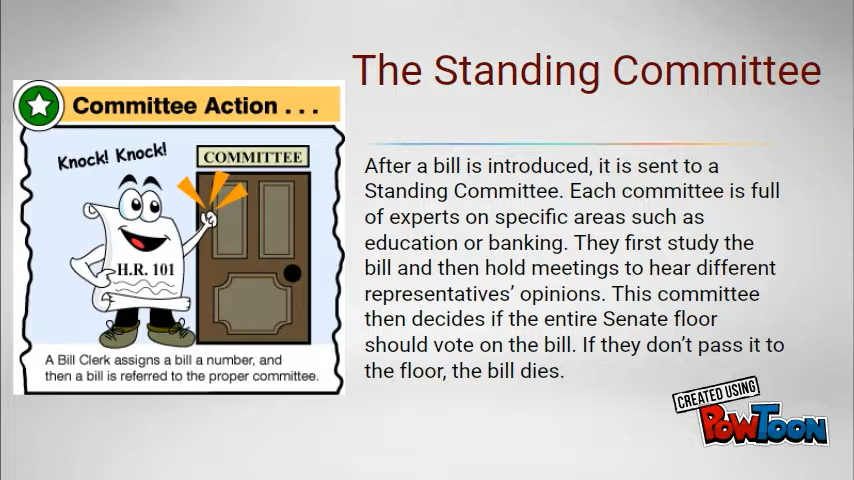 The Standing Committee
Committee Action . . .
Knock! Knock!
COMMITTEE
H.R. 101
A Bill Clerk assigns a bill a number, and
then a bill is referred to the proper committee.
After a bill is introduced, it is sent to a
Standing Committee. Each committee is full
of experts on specific areas such as
education or banking. They first study the
bill and then hold meetings to hear different
representatives’ opinions. This committee
then decides if the entire Senate floor
should vote on the bill. If they don’t pass it to
the floor, the bill dies.
CREATED USING
POWTOON